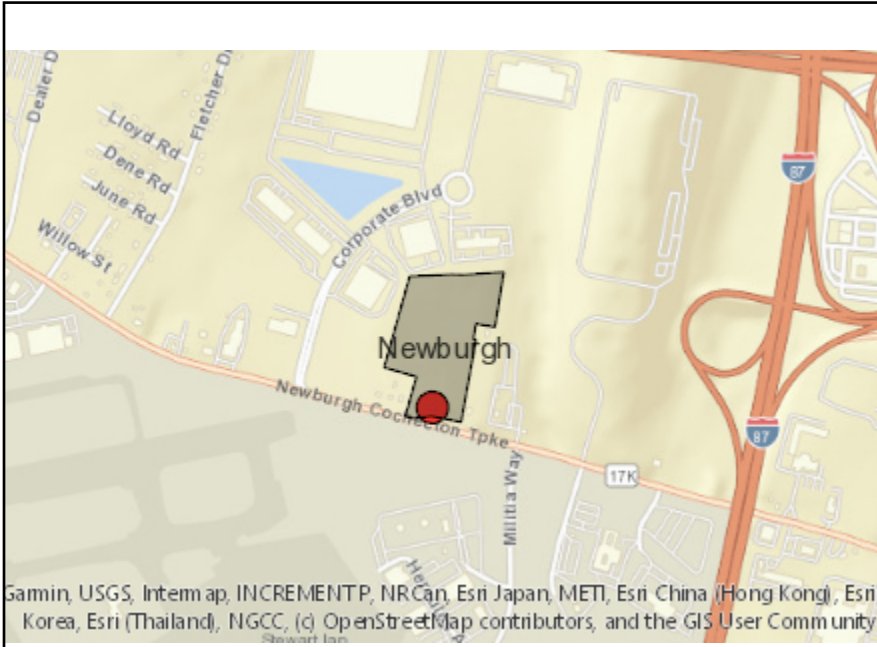 Dealer D
Fletcher Dr
Lloyd Rd
Dene Rd
June Rd
Willow St
Corporate Blvd
87
Newburgh
Newburgh Cochecton Tpke
87
17K
Militia Way
Garmin, USGS, Intermap, INCREMENT P, NRCan, Esri Japan, METI, Esri China (Hong Kong), Esri
Korea, Esri (Thailand), NGCC, (c) OpenStreetMap contributors, and the GIS User Community